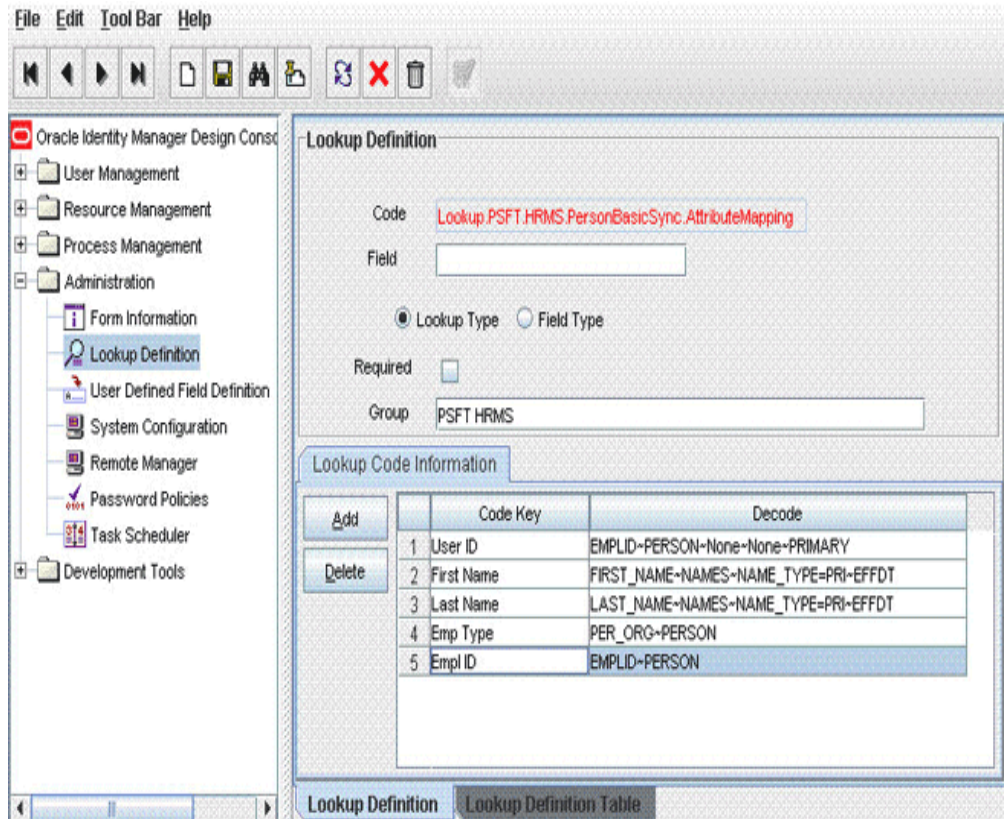 File Edit Tool Bar Help
Oracle Identity Manager Design Consc
User Management
Resource Management
Process Management
Administration
Form Information
Lookup Definition
User Defined Field Definition
System Configuration
Remote Manager
Password Policies
Task Scheduler
Development Tools
Lookup Definition
Code Lookup.PSFT.HRMS.PersonBasicSync.AttributeMapping
Field
Lookup Type Field Type
Required
Group PSFT HRMS
Lookup Code Information
Add
Delete
Code Key Decode
1 User ID EMPLID~PERSON~None~None~PRIMARY
2 First Name FIRST_NAME~NAMES~NAME_TYPE=PRI~EFFDT
3 Last Name LAST_NAME~NAMES~NAME_TYPE=PRI~EFFDT
4 Emp Type PER_ORG~PERSON
5 Empl ID EMPLID~PERSON
Lookup Definition Lookup Definition Table